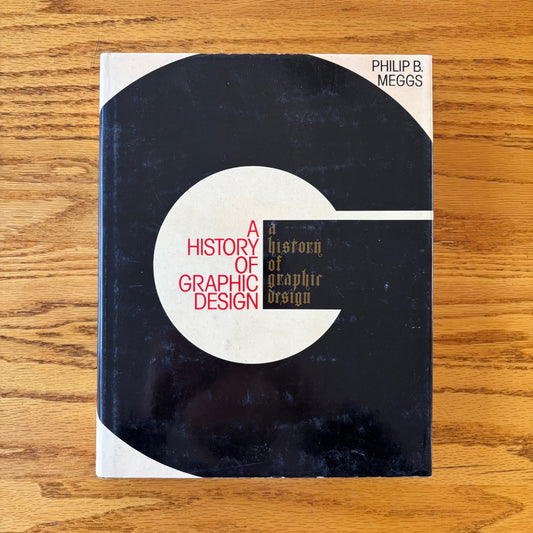 PHILIP B.
MEGGS
A
HISTORY
OF
GRAPHIC
DESIGN
a
history
of
graphic
design